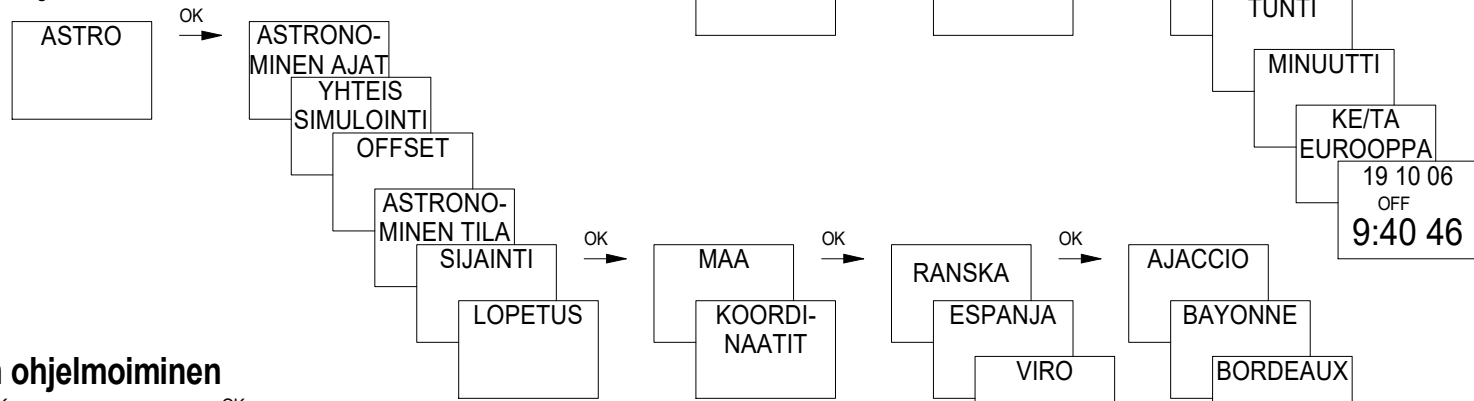 OK
ASTRO
ASTRONO-
MINEN AJAT
YHTEIS
SIMULOINTI
OFFSET
ASTRONO-
MINEN TILA
SIJAINTI
LOPETUS
OK
MAA
KOORDI-
NAATIT
OK
RANSKA
ESPANJA
VIRO
OK
AJACCIO
BAYONNE
BORDEAUX
TUNTI
MINUUTTI
KE/TA
EUROOPPA
19 10 06
OFF
9:40 46
ohjelmoiminen